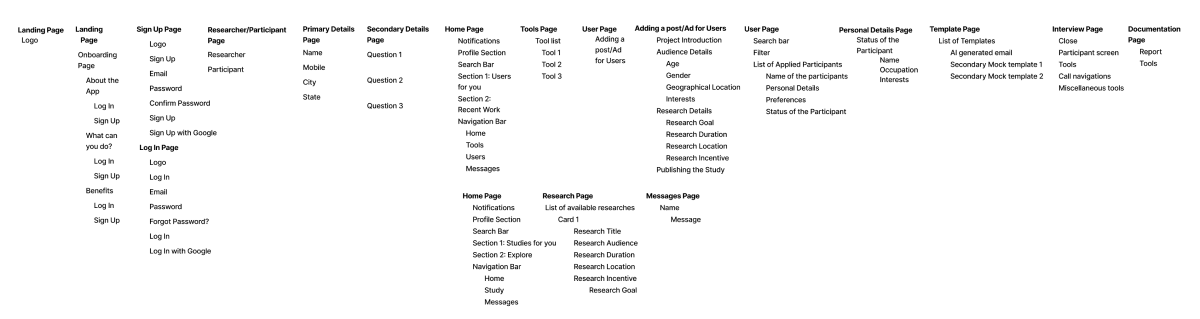 Landing Page
Logo
Landing
Page
Onboarding
Page
About the
App
Log In
Sign Up
What can
you do?
Log In
Sign Up
Benefits
Log In
Sign Up
Sign Up Page
Logo
Sign Up
Email
Password
Confirm Password
Sign Up
Sign Up with Google
Log In Page
Logo
Log In
Email
Password
Forgot Password?
Log In
Log In with Google
Researcher/Participant
Page
Researcher
Participant
Primary Details
Page
Name
Mobile
City
State
Secondary Details
Page
Question 1
Question 2
Question 3
Home Page
Notifications
Profile Section
Search Bar
Section 1: Users
for you
Section 2:
Recent Work
Navigation Bar
Home
Tools
Users
Messages
Tools Page
Tool list
Tool 1
Tool 2
Tool 3
User Page
Adding a
post/Ad
for Users
Adding a post/Ad for Users
Project Introduction
Audience Details
Age
Gender
Geographical Location
Interests
Research Details
Research Goal
Research Duration
Research Location
Research Incentive
Publishing the Study
User Page
Search bar
Filter
List of Applied Participants
Name of the participants
Personal Details
Preferences
Status of the Participant
Personal Details Page
Status of the
Participant
Name
Occupation
Interests
Template Page
List of Templates
AI generated email
Secondary Mock template 1
Secondary Mock template 2
Interview Page
Close
Participant screen
Tools
Call navigations
Miscellaneous tools
Documentation
Page
Report
Tools
Home Page
Notifications
Profile Section
Search Bar
Section 1: Studies for you
Section 2: Explore
Navigation Bar
Home
Study
Messages
Research Page
List of available researches
Card 1
Research Title
Research Audience
Research Duration
Research Location
Research Incentive
Research Goal
Messages Page
Name
Message